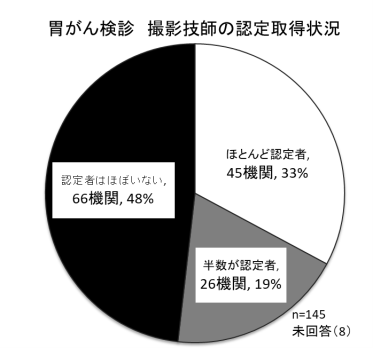 胃がん検診　撮影技師の認定取得状況
ほとんど認定者,
45機関, 33%
認定者はほぼいない,
66機関, 48%
半数が認定者,
26機関, 19%
n=145
未回答（8）